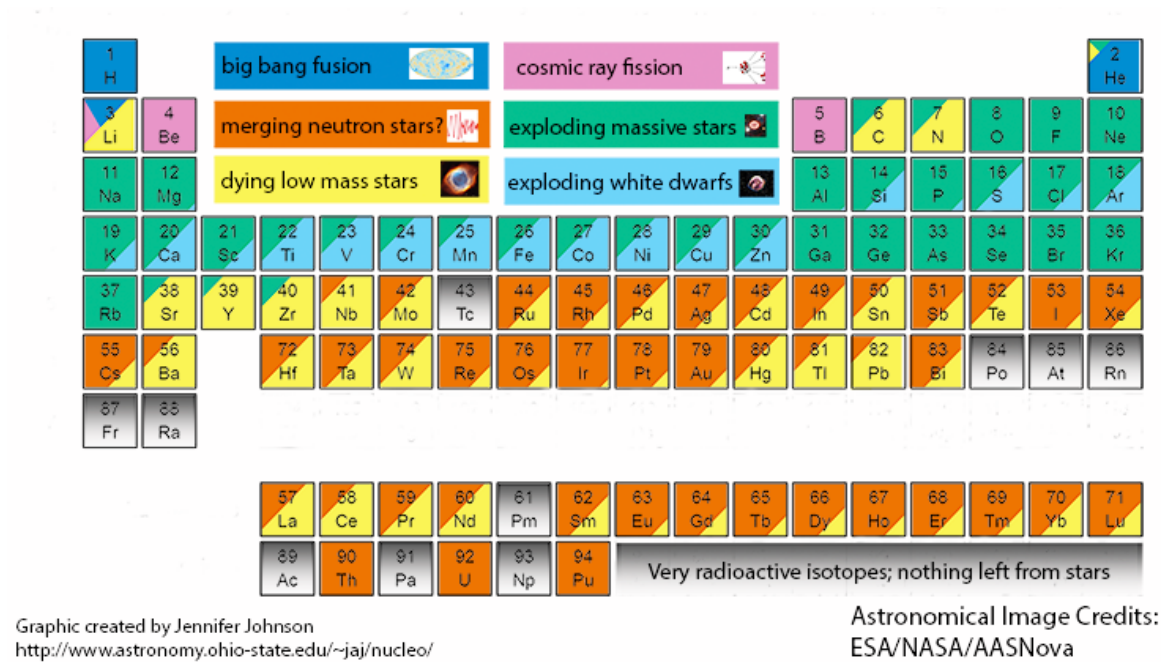 1 2
H big bang fusion cosmic ray fission He
3 4 5 6 7 8 9 10
Li Be merging neutron stars? exploding massive stars B C N O F Ne
11 12 13 14 15 16 17 18
Na Mg dying low mass stars exploding white dwarfs Al Si P S Cl Ar
19 20 21 22 23 24 25 26 27 28 29 30 31 32 33 34 35 36
K Ca Sc Ti V Cr Mn Fe Co Ni Cu Zn Ga Ge As Se Br Kr
37 38 39 40 41 42 43 44 45 46 47 48 49 50 51 52 53 54
Rb Sr Y Zr Nb Mo Tc Ru Rh Pd Ag Cd In Sn Sb Te I Xe
55 56 72 73 74 75 76 77 78 79 80 81 82 83 84 85 86
Cs Ba Hf Ta W Re Os Ir Pt Au Hg Tl Pb Bi Po At Rn
87 88
Fr Ra
57 58 59 60 61 62 63 64 65 66 67 68 69 70 71
La Ce Pr Nd Pm Sm Eu Gd Tb Dy Ho Er Tm Yb Lu
89 90 91 92 93 94
Ac Th Pa U Np Pu Very radioactive isotopes; nothing left from stars
Graphic created by Jennifer Johnson
http://www.astronomy.ohio-state.edu/~jaj/nucleo/
Astronomical Image Credits:
ESA/NASA/AASNova